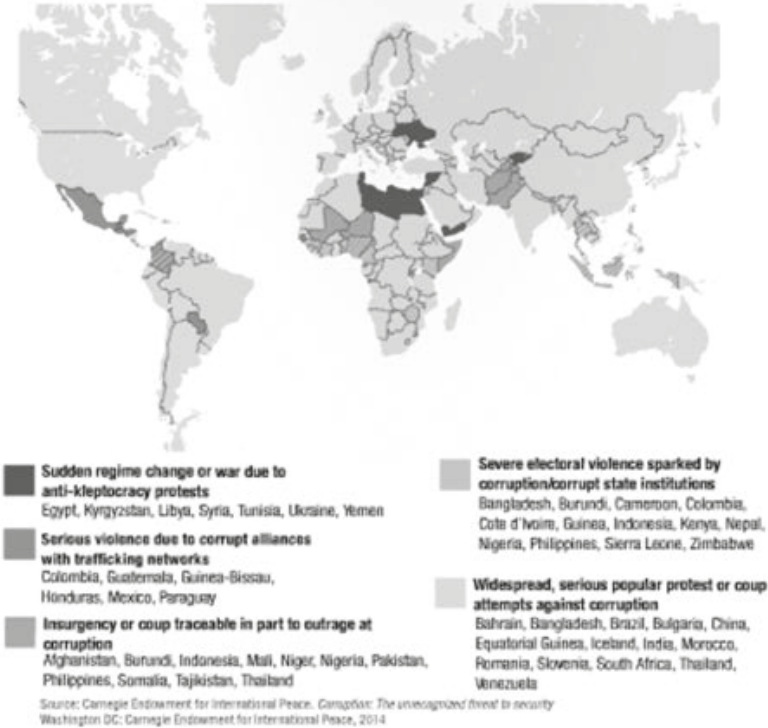 Sudden regime change or war due to
anti-kleptocracy protests
Egypt, Kyrgyzstan, Libya, Syria, Tunisia, Ukraine, Yemen
Serious violence due to corrupt alliances
with trafficking networks
Colombia, Guatemala, Guinea-Bissau,
Honduras, Mexico, Paraguay
Insurgency or coup traceable in part to outrage at
corruption
Afghanistan, Burundi, Indonesia, Mali, Niger, Nigeria, Pakistan,
Philippines, Somalia, Tajikistan, Thailand
Severe electoral violence sparked by
corruption/corrupt state institutions
Bangladesh, Burundi, Cameroon, Colombia,
Cote d'Ivoire, Guinea, Indonesia, Kenya, Nepal,
Nigeria, Philippines, Sierra Leone, Zimbabwe
Widespread, serious popular protest or coup
attempts against corruption
Bahrain, Bangladesh, Brazil, Bulgaria, China,
Equatorial Guinea, Iceland, India, Morocco,
Romania, Slovenia, South Africa, Thailand,
Venezuela
Source: Carnegie Endowment for International Peace. Corruption: The unrecognized threat to security
Washington DC: Carnegie Endowment for International Peace, 2014